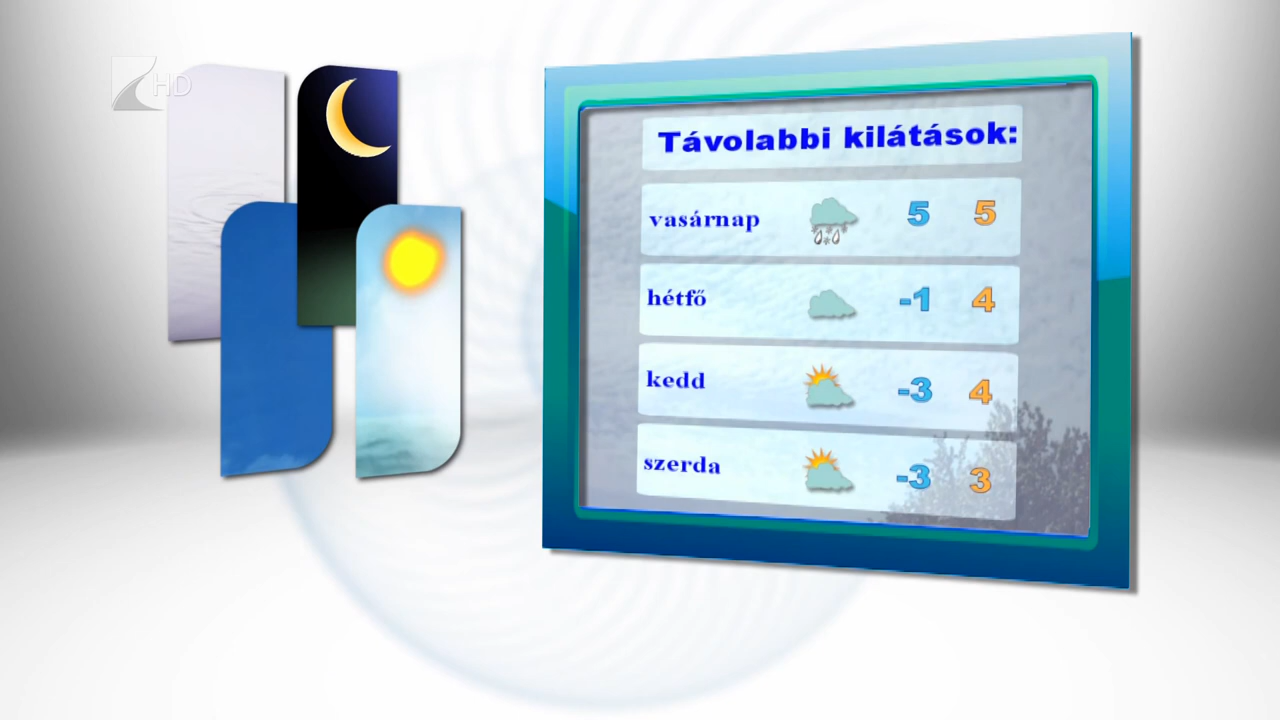 HD
Távolabbi kilátások:
vasárnap 5 5
hétfő -1 4
kedd -3 4
szerda -3 3